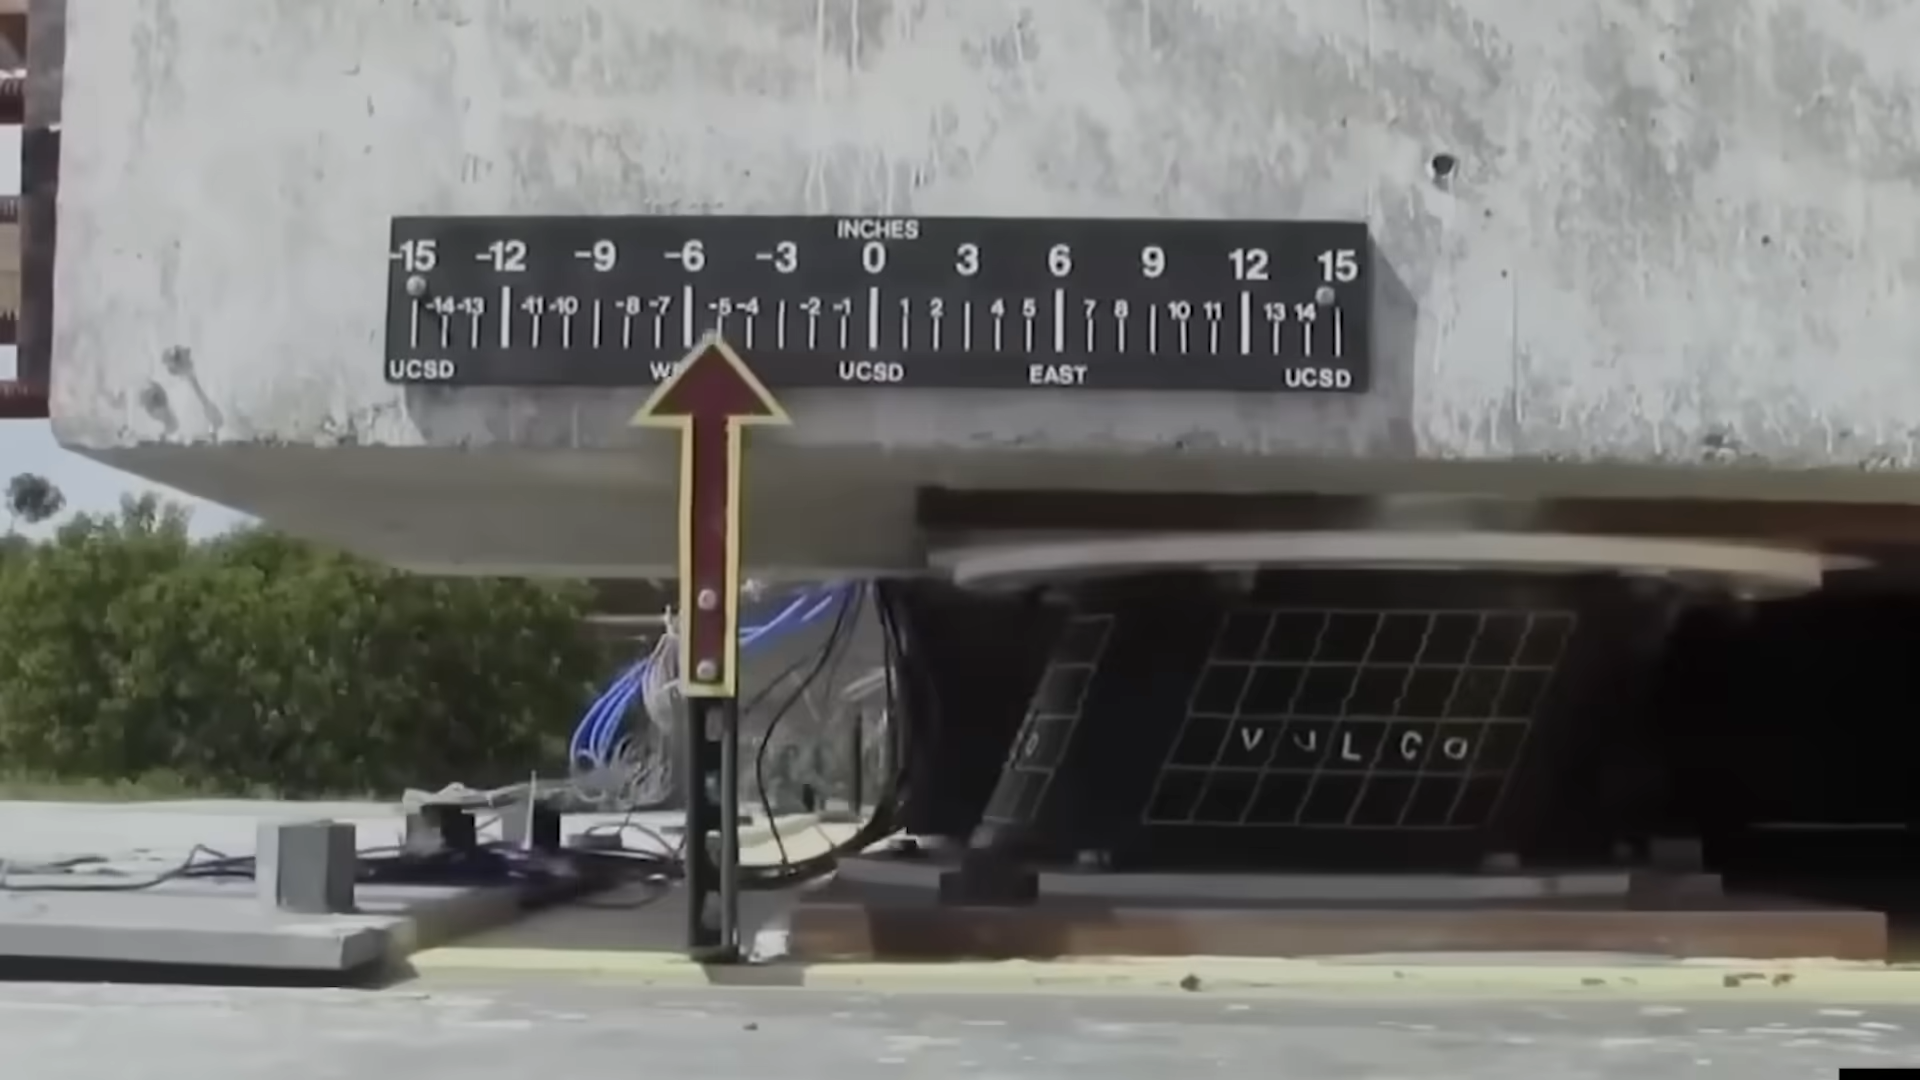 INCHES
-15 -12 -9 -6 -3 0 3 6 9 12 15
-14 -13 -11 -10 -8 -7 -5 -4 -2 -1 1 2 4 5 7 8 10 11 13 14
UCSD UCSD EAST UCSD
VULCO